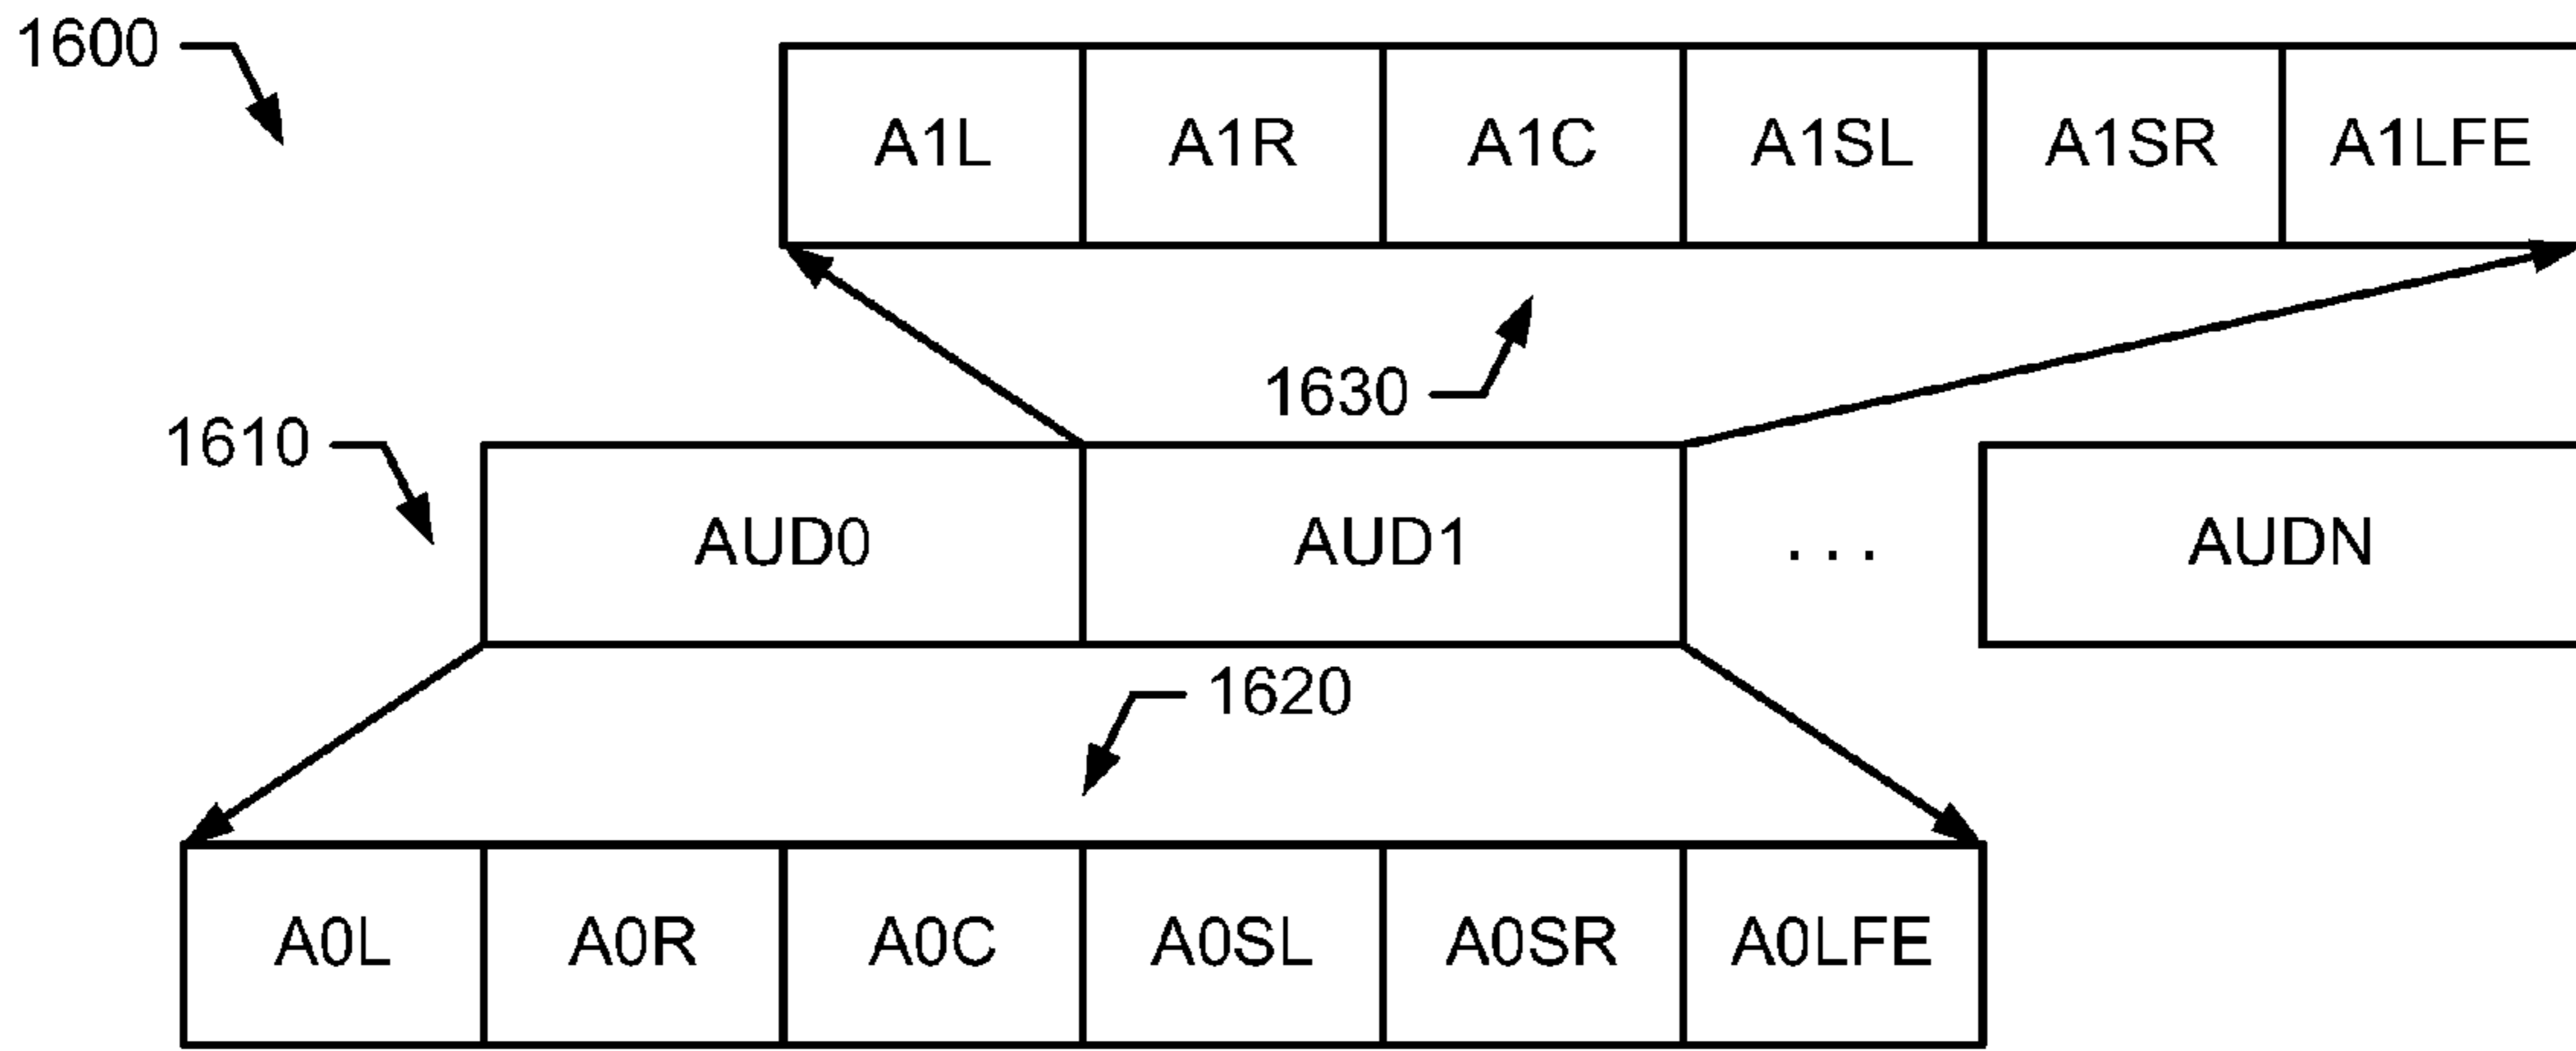 1600
A1L A1R A1C A1SL A1SR A1LFE
1630
1610
AUD0 AUD1 ... AUDN
1620
A0L A0R A0C A0SL A0SR A0LFE